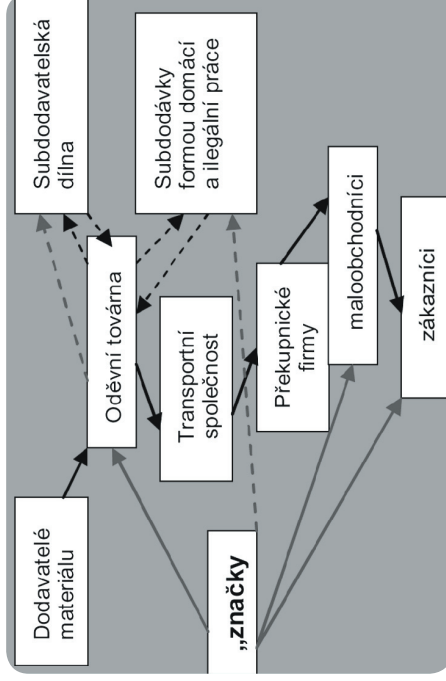 Dodavatelé
materiálu
Oděvní továrna
Subdodavatelská
dílna
Subdodávky
formou domácí
a ilegální práce
Transportní
společnost
„značky
Překupnické
firmy
maloobchodníci
zákazníci